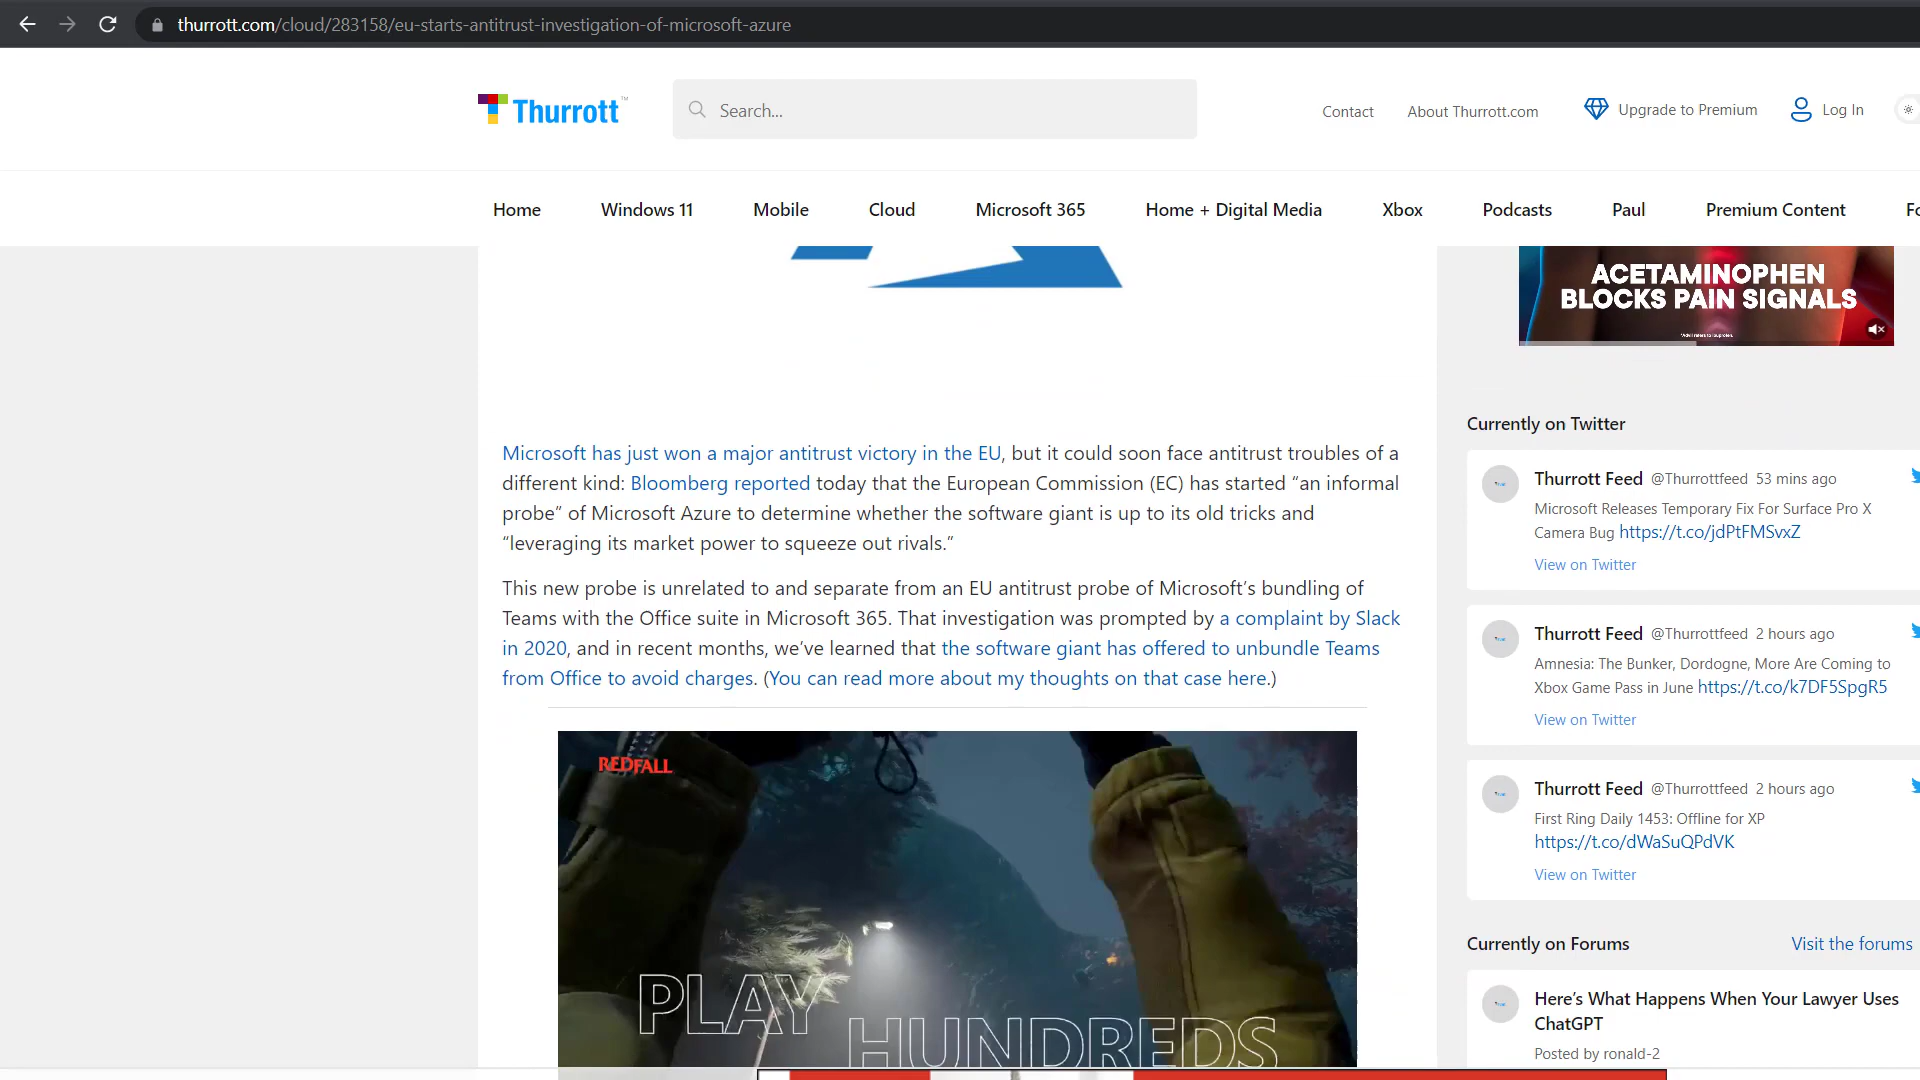 thurrott.com/cloud/283158/eu-starts-antitrust-investigation-of-microsoft-azure
Thurrott™
Search...
Contact
About Thurrott.com
Upgrade to Premium
Log In
Home
Windows 11
Mobile
Cloud
Microsoft 365
Home + Digital Media
Xbox
Podcasts
Paul
Premium Content
Microsoft has just won a major antitrust victory in the EU, but it could soon face antitrust troubles of a
different kind: Bloomberg reported today that the European Commission (EC) has started “an informal
probe” of Microsoft Azure to determine whether the software giant is up to its old tricks and
“leveraging its market power to squeeze out rivals.”
This new probe is unrelated to and separate from an EU antitrust probe of Microsoft’s bundling of
Teams with the Office suite in Microsoft 365. That investigation was prompted by a complaint by Slack
in 2020, and in recent months, we’ve learned that the software giant has offered to unbundle Teams
from Office to avoid charges. (You can read more about my thoughts on that case here.)
REDFALL
PLAY
HUNDREDS
ACETAMINOPHEN
BLOCKS PAIN SIGNALS
Currently on Twitter
Thurrott Feed @Thurrottfeed 53 mins ago
Microsoft Releases Temporary Fix For Surface Pro X
Camera Bug https://t.co/jdPtFMSvxZ
View on Twitter
Thurrott Feed @Thurrottfeed 2 hours ago
Amnesia: The Bunker, Dordogne, More Are Coming to
Xbox Game Pass in June https://t.co/k7DF5SpgR5
View on Twitter
Thurrott Feed @Thurrottfeed 2 hours ago
First Ring Daily 1453: Offline for XP
https://t.co/dWaSuQPdVK
View on Twitter
Currently on Forums
Visit the forums
Here’s What Happens When Your Lawyer Uses
ChatGPT
Posted by ronald-2